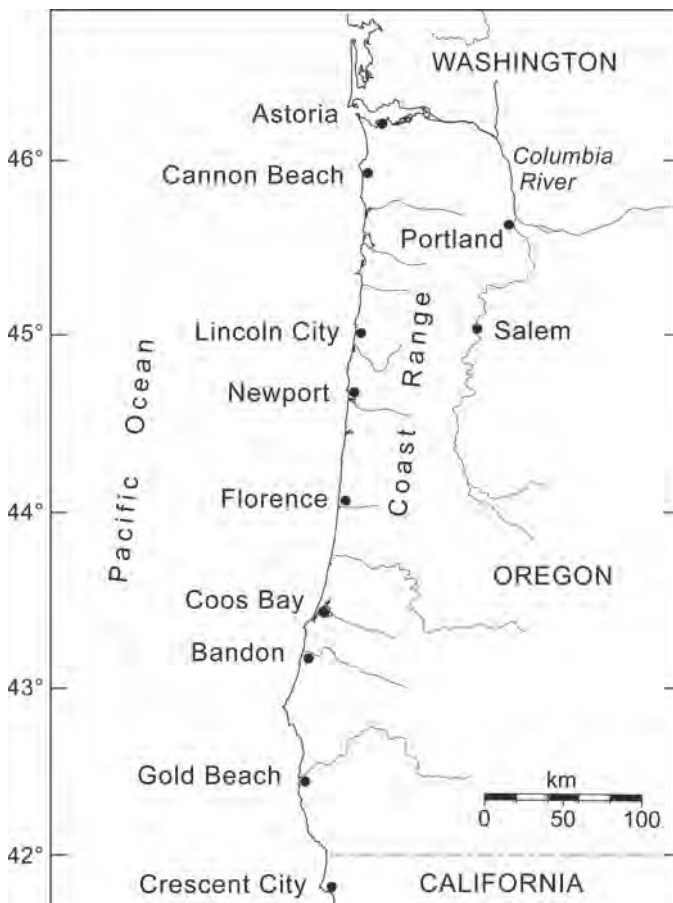 WASHINGTON
Astoria
46°
Columbia
River
Cannon Beach
Portland
45°
Lincoln City
Salem
Newport
Coast Range
Pacific Ocean
44°
Florence
OREGON
Coos Bay
Bandon
43°
Gold Beach
km
0 50 100
42°
Crescent City
CALIFORNIA